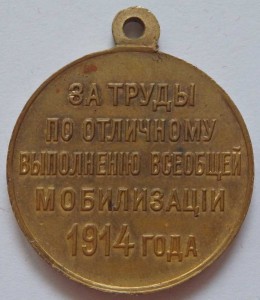 ЗА ТРУДЫ
ПО ОТЛИЧНОМУ
ВЫПОЛНЕНІЮ ВСЕОБЩЕЙ
МОБИЛИЗАЦІИ
1914 ГОДА